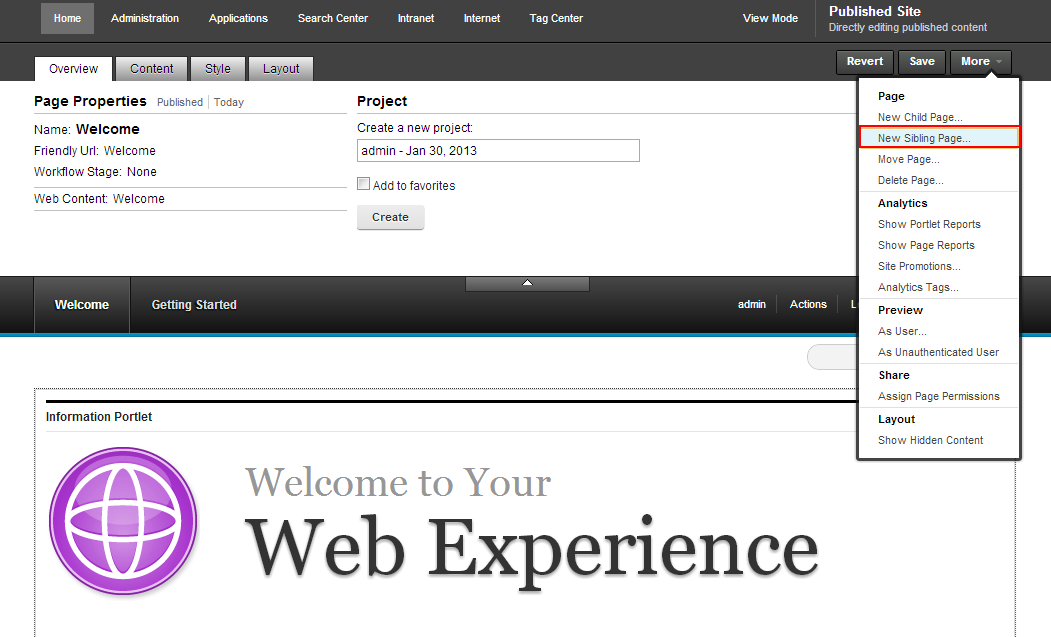 Home Administration Applications Search Center Intranet Internet Tag Center View Mode Published Site
Directly editing published content
Overview Content Style Layout Revert Save More
Page Properties Published Today
Name: Welcome
Friendly Url: Welcome
Workflow Stage: None
Web Content: Welcome
Project
Create a new project:
admin - Jan 30, 2013
Add to favorites
Create
Page
New Child Page...
New Sibling Page...
Move Page...
Delete Page...
Analytics
Show Portlet Reports
Show Page Reports
Site Promotions...
Analytics Tags...
Preview
As User...
As Unauthenticated User
Share
Assign Page Permissions
Layout
Show Hidden Content
Welcome Getting Started admin Actions
Information Portlet
Welcome to Your
Web Experience